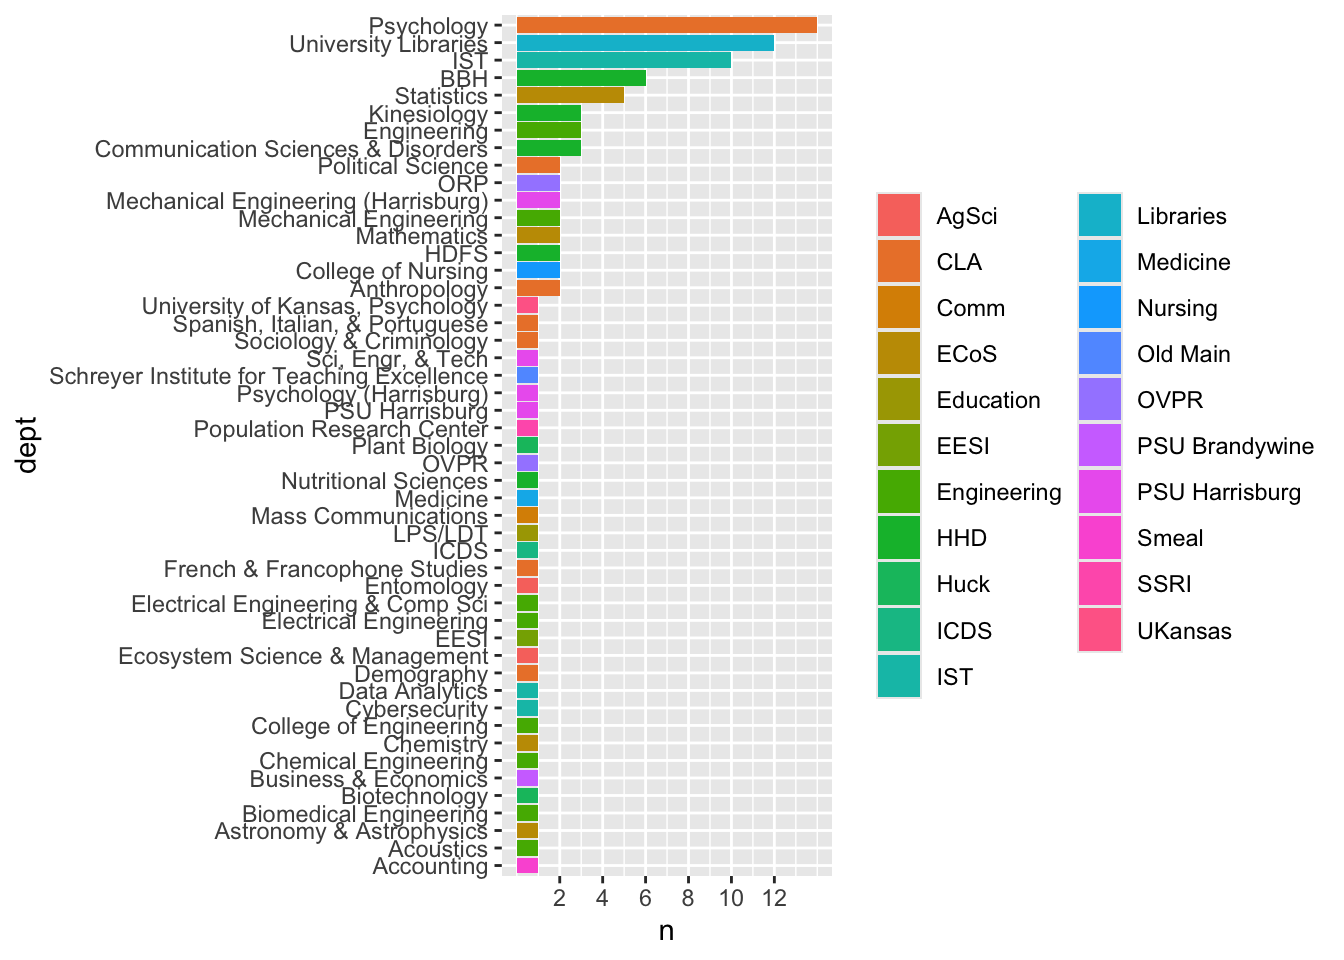 Psychology
University Libraries
IST
BBH
Statistics
Kinesiology
Engineering
Communication Sciences & Disorders
Political Science
ORP
Mechanical Engineering (Harrisburg)
Mechanical Engineering
Mathematics
HDFS
College of Nursing
Anthropology
University of Kansas, Psychology
Spanish, Italian, & Portuguese
Sociology & Criminology
Sci, Engr, & Tech
Schreyer Institute for Teaching Excellence
Psychology (Harrisburg)
PSU Harrisburg
Population Research Center
Plant Biology
OVPR
Nutritional Sciences
Medicine
Mass Communications
LPS/LDT
ICDS
French & Francophone Studies
Entomology
Electrical Engineering & Comp Sci
Electrical Engineering
EESI
Ecosystem Science & Management
Demography
Data Analytics
Cybersecurity
College of Engineering
Chemistry
Chemical Engineering
Business & Economics
Biotechnology
Biomedical Engineering
Astronomy & Astrophysics
Acoustics
Accounting
dept
2 4 6 8 10 12
n
AgSci
CLA
Comm
ECoS
Education
EESI
Engineering
HHD
Huck
ICDS
IST
Libraries
Medicine
Nursing
Old Main
OVPR
PSU Brandywine
PSU Harrisburg
Smeal
SSRI
UKansas